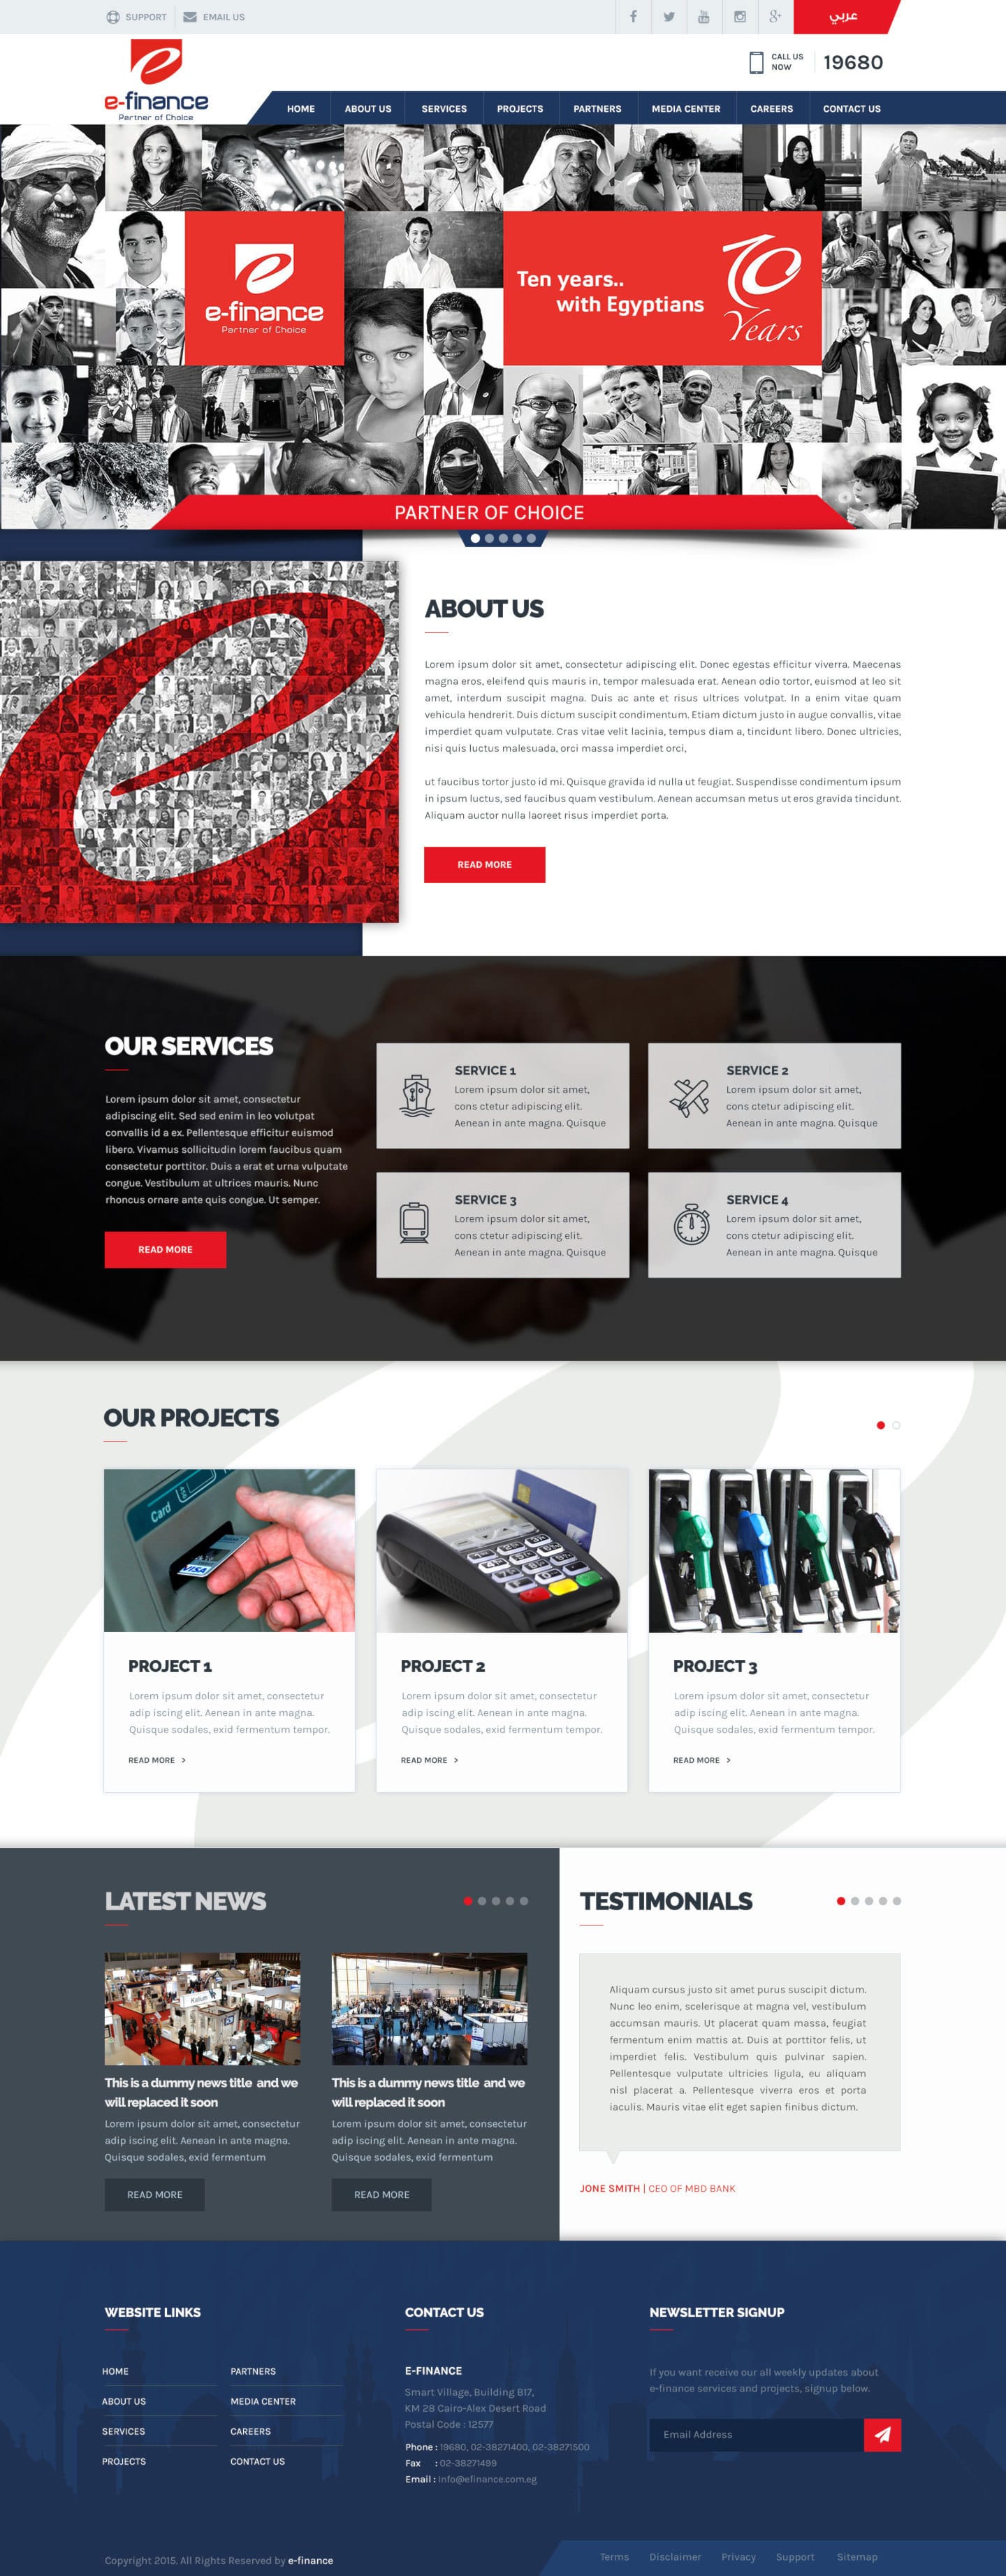 SUPPORT
EMAIL US
عربي
CALL US
NOW
19680
e-finance
Partner of Choice
HOME
ABOUT US
SERVICES
PROJECTS
PARTNERS
MEDIA CENTER
CAREERS
CONTACT US
e-finance
Partner of Choice
Ten years..
with Egyptians
10
Years
PARTNER OF CHOICE
ABOUT US
Lorem ipsum dolor sit amet, consectetur adipiscing elit. Donec egestas efficitur viverra. Maecenas
magna eros, eleifend quis mauris in, tempor malesuada erat. Aenean odio tortor, euismod at leo sit
amet, interdum suscipit magna. Duis ac ante et risus ultrices volutpat. In a enim vitae quam
vehicula hendrerit. Duis dictum suscipit condimentum. Etiam dictum justo in augue convallis, vitae
imperdiet quam vulputate. Cras vitae velit lacinia, tempus diam a, tincidunt libero. Donec ultricies,
nisi quis luctus malesuada, orci massa imperdiet orci,
ut faucibus tortor justo id mi. Quisque gravida id nulla ut feugiat. Suspendisse condimentum ipsum
in ipsum luctus, sed faucibus quam vestibulum. Aenean accumsan metus ut eros gravida tincidunt.
Aliquam auctor nulla laoreet risus imperdiet porta.
READ MORE
OUR SERVICES
Lorem ipsum dolor sit amet, consectetur
adipiscing elit. Sed sed enim in leo volutpat
convallis id a ex. Pellentesque efficitur euismod
libero. Vivamus sollicitudin lorem faucibus quam
consectetur porttitor. Duis a erat et urna vulputate
congue. Vestibulum at ultrices mauris. Nunc
rhoncus ornare ante quis congue. Ut semper.
READ MORE
SERVICE 1
Lorem ipsum dolor sit amet,
cons ctetur adipiscing elit.
Aenean in ante magna. Quisque
SERVICE 2
Lorem ipsum dolor sit amet,
cons ctetur adipiscing elit.
Aenean in ante magna. Quisque
SERVICE 3
Lorem ipsum dolor sit amet,
cons ctetur adipiscing elit.
Aenean in ante magna. Quisque
SERVICE 4
Lorem ipsum dolor sit amet,
cons ctetur adipiscing elit.
Aenean in ante magna. Quisque
OUR PROJECTS
Card
VISA
PROJECT 1
Lorem ipsum dolor sit amet, consectetur
adip iscing elit. Aenean in ante magna.
Quisque sodales, exid fermentum tempor.
READ MORE >
PROJECT 2
Lorem ipsum dolor sit amet, consectetur
adip iscing elit. Aenean in ante magna.
Quisque sodales, exid fermentum tempor.
READ MORE >
PROJECT 3
Lorem ipsum dolor sit amet, consectetur
adip iscing elit. Aenean in ante magna.
Quisque sodales, exid fermentum tempor.
READ MORE >
LATEST NEWS
This is a dummy news title and we
will replaced it soon
Lorem ipsum dolor sit amet, consectetur
adip iscing elit. Aenean in ante magna.
Quisque sodales, exid fermentum
READ MORE
This is a dummy news title and we
will replaced it soon
Lorem ipsum dolor sit amet, consectetur
adip iscing elit. Aenean in ante magna.
Quisque sodales, exid fermentum
READ MORE
TESTIMONIALS
Aliquam cursus justo sit amet purus suscipit dictum.
Nunc leo enim, scelerisque at magna vel, vestibulum
accumsan mauris. Ut placerat quam massa, feugiat
fermentum enim mattis at. Duis at porttitor felis, ut
imperdiet felis. Vestibulum quis pulvinar sapien.
Pellentesque vulputate ultricies ligula, eu aliquam
nisl placerat a. Pellentesque viverra eros et porta
iaculis. Mauris vitae elit eget sapien finibus dictum.
JONE SMITH | CEO OF MBD BANK
WEBSITE LINKS
HOME
PARTNERS
ABOUT US
MEDIA CENTER
SERVICES
CAREERS
PROJECTS
CONTACT US
CONTACT US
E-FINANCE
Smart Village, Building B17,
KM 28 Cairo-Alex Desert Road
Postal Code : 12577
Phone : 19680, 02-38271400, 02-38271500
Fax : 02-38271499
Email : Info@efinance.com.eg
NEWSLETTER SIGNUP
If you want receive our all weekly updates about
e-finance services and projects, signup below.
Email Address
Copyright 2015. All Rights Reserved by e-finance
Terms
Disclaimer
Privacy
Support
Sitemap